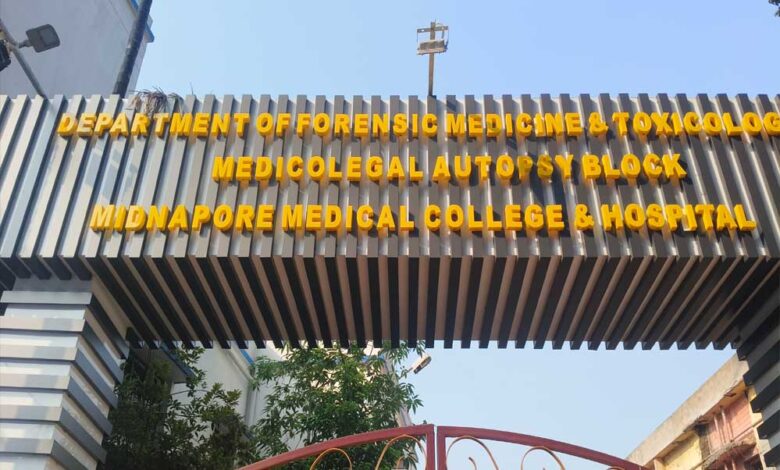 DEPARTMENT OF FORENSIC MEDICINE & TOXICOLOG
MEDICOLEGAL AUTOPSY BLOCK
MIDNAPORE MEDICAL COLLEGE & HOSPITAL